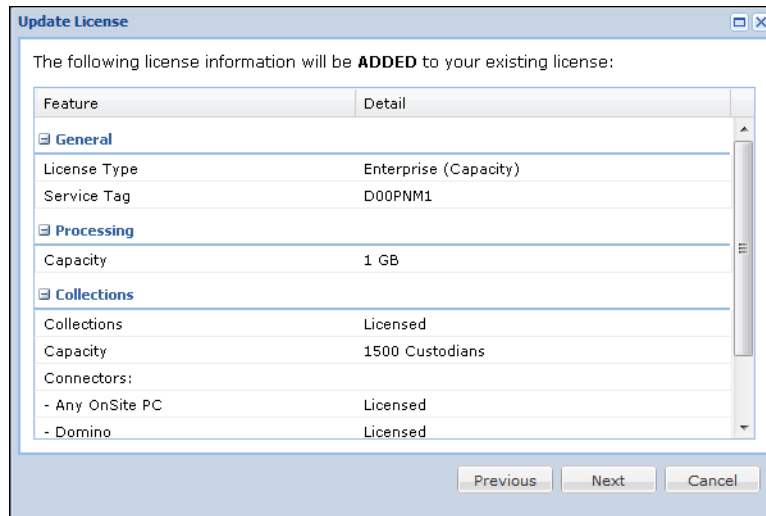 Update License
The following license information will be ADDED to your existing license:
Feature Detail
General
License Type Enterprise (Capacity)
Service Tag D00PNM1
Processing
Capacity 1 GB
Collections
Collections Licensed
Capacity 1500 Custodians
Connectors:
- Any OnSite PC Licensed
- Domino Licensed
Previous Next Cancel